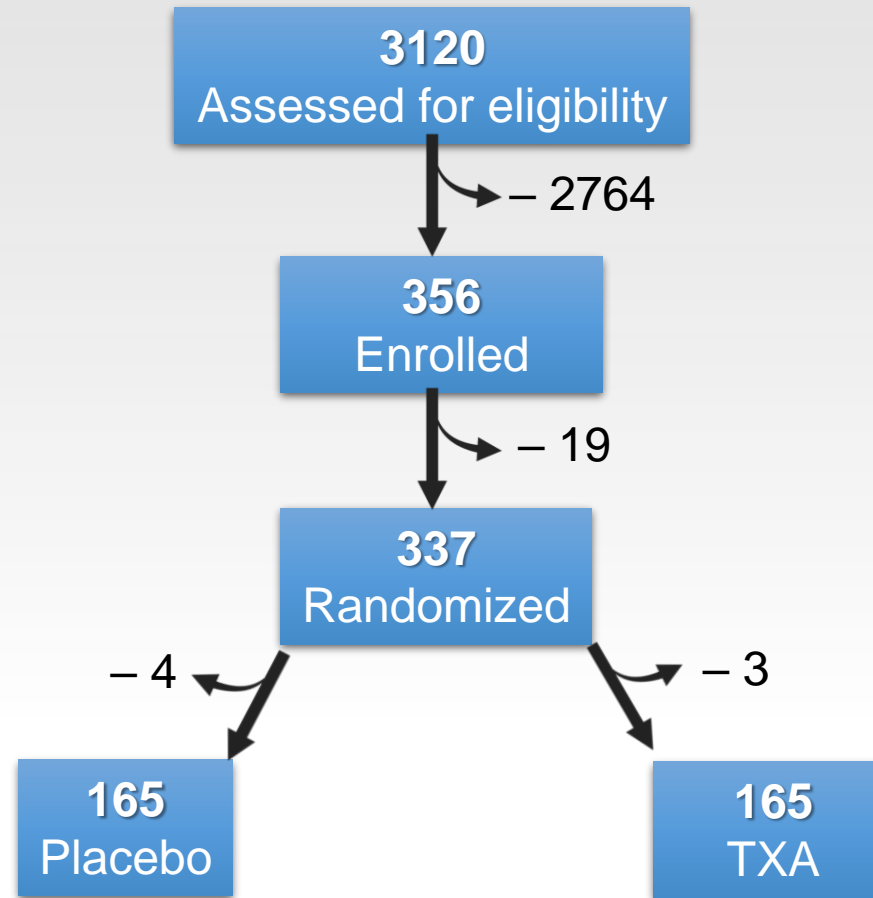 3120
Assessed for eligibility
– 2764
356
Enrolled
– 19
337
Randomized
– 4
– 3
165
Placebo
165
TXA